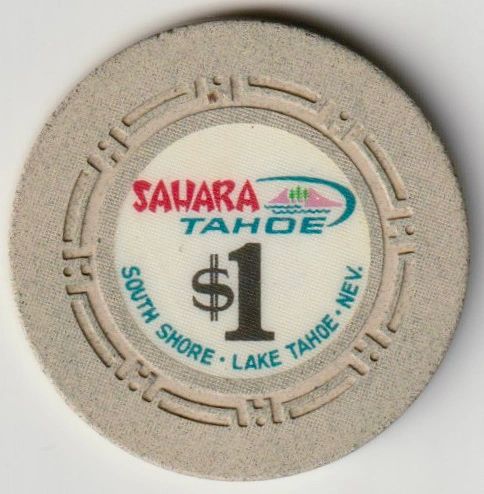 SAHARA
TAHOE
$1
SOUTH SHORE · LAKE TAHOE · NEV.